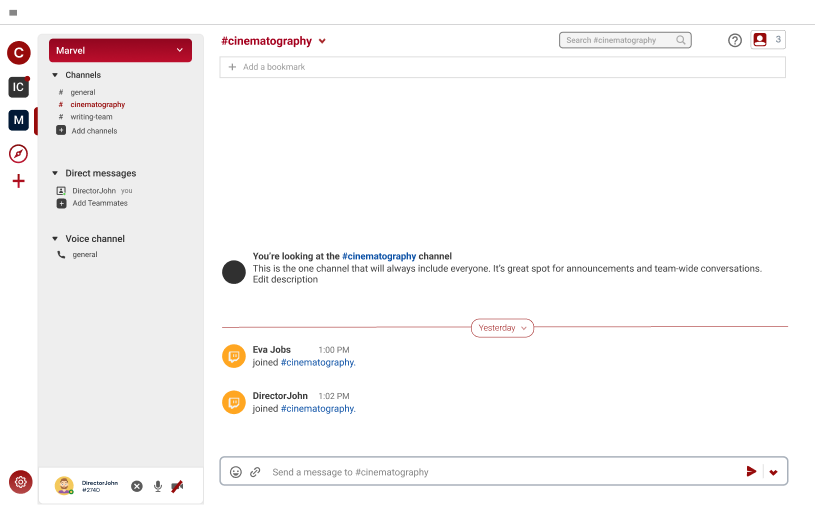 C
IC
M
Marvel
Channels
# general
# cinematography
# writing-team
+ Add channels
Direct messages
DirectorJohn you
+ Add Teammates
Voice channel
general
DirectorJohn
#2740
#cinematography
Search #cinematography
?
3
+ Add a bookmark
You're looking at the #cinematography channel
This is the one channel that will always include everyone. It's great spot for announcements and team-wide conversations.
Edit description
Yesterday
Eva Jobs 1:00 PM
joined #cinematography.
DirectorJohn 1:02 PM
joined #cinematography.
Send a message to #cinematography